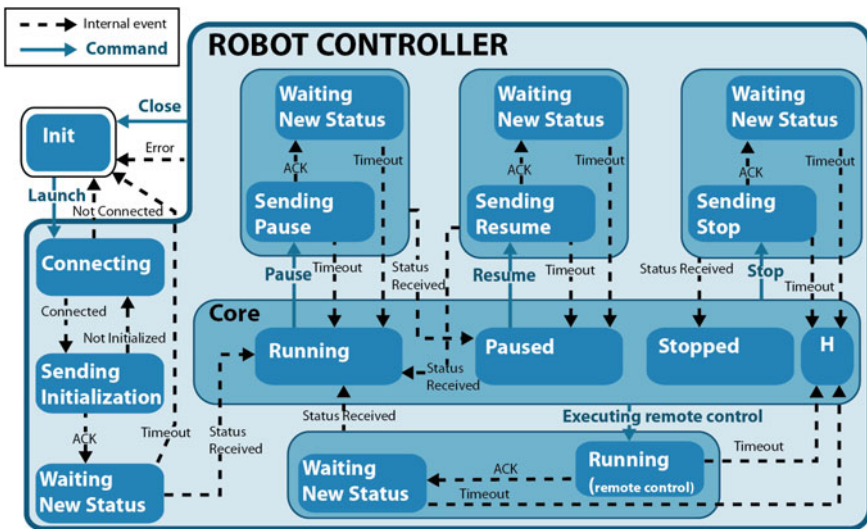 Internal event
Command
ROBOT CONTROLLER
Close
Init
Error
Launch
Not Connected
Connecting
Connected
Not Initialized
Sending
Initialization
ACK
Timeout
Waiting
New Status
Status
Received
Waiting
New Status
ACK
Timeout
Sending
Pause
Pause
Timeout
Status
Received
Waiting
New Status
ACK
Timeout
Sending
Resume
Resume
Timeout
Status
Received
Waiting
New Status
ACK
Timeout
Sending
Stop
Status Received
Stop
Timeout
Core
Running
Paused
Stopped
H
Status Received
Executing remote control
Waiting
New Status
ACK
Timeout
Running
(remote control)
Timeout